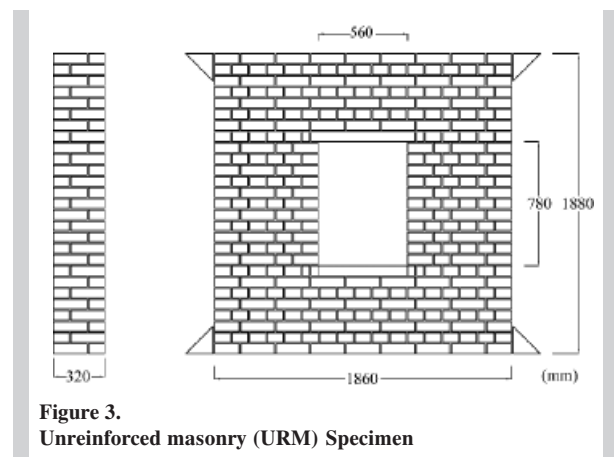 560
780 1880
320
1860
(mm)
Figure 3.
Unreinforced masonry (URM) Specimen